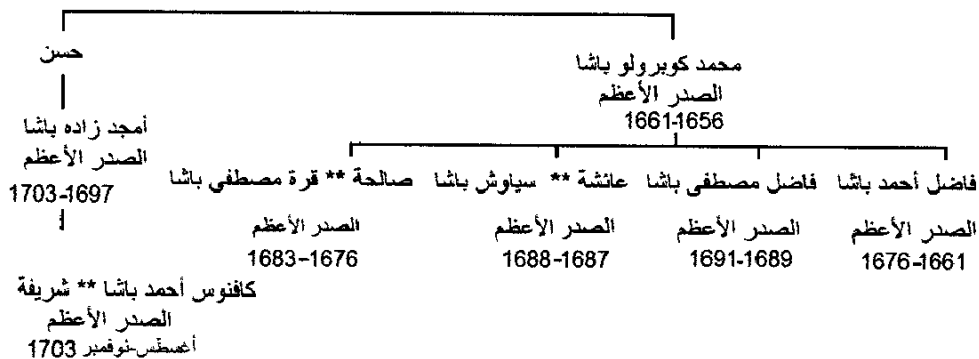 حسن
محمد كوبرولو باشا
الصدر الأعظم
1661-1656
أمجد زاده باشا
الصدر الأعظم
1703-1697
فاضل أحمد باشا
الصدر الأعظم
1676-1661
فاضل مصطفى باشا
الصدر الأعظم
1691-1689
عائشة ** سياوش باشا
الصدر الأعظم
1688-1687
صالحة ** قرة مصطفى باشا
الصدر الأعظم
1683-1676
كافنوس أحمد باشا ** شريفة
الصدر الأعظم
أغسطس-نوفمبر 1703